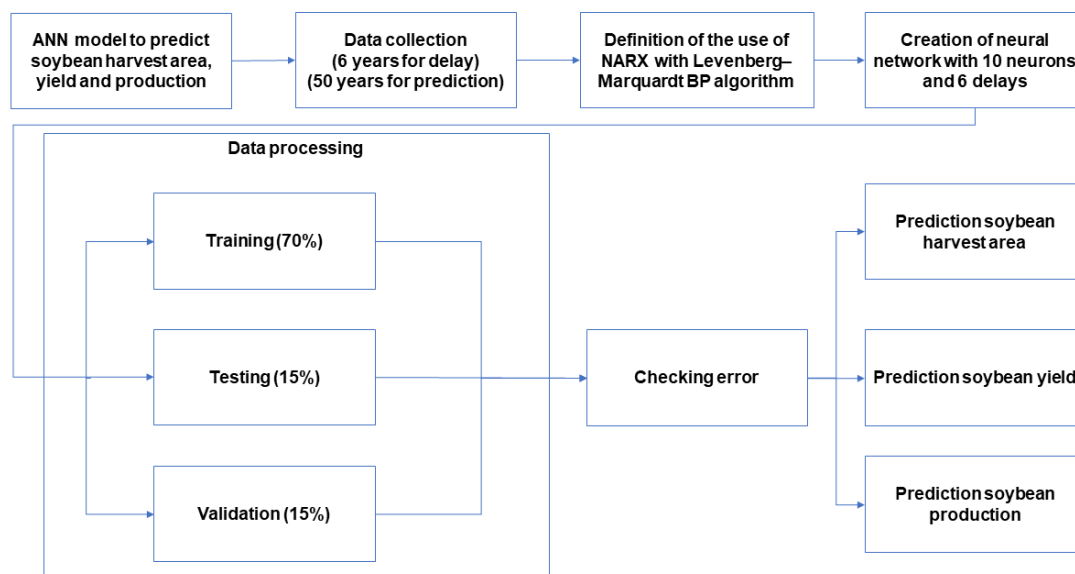 ANN model to predict
soybean harvest area,
yield and production
Data collection
(6 years for delay)
(50 years for prediction)
Definition of the use of
NARX with Levenberg–
Marquardt BP algorithm
Creation of neural
network with 10 neurons
and 6 delays
Data processing
Training (70%)
Testing (15%)
Validation (15%)
Checking error
Prediction soybean
harvest area
Prediction soybean yield
Prediction soybean
production